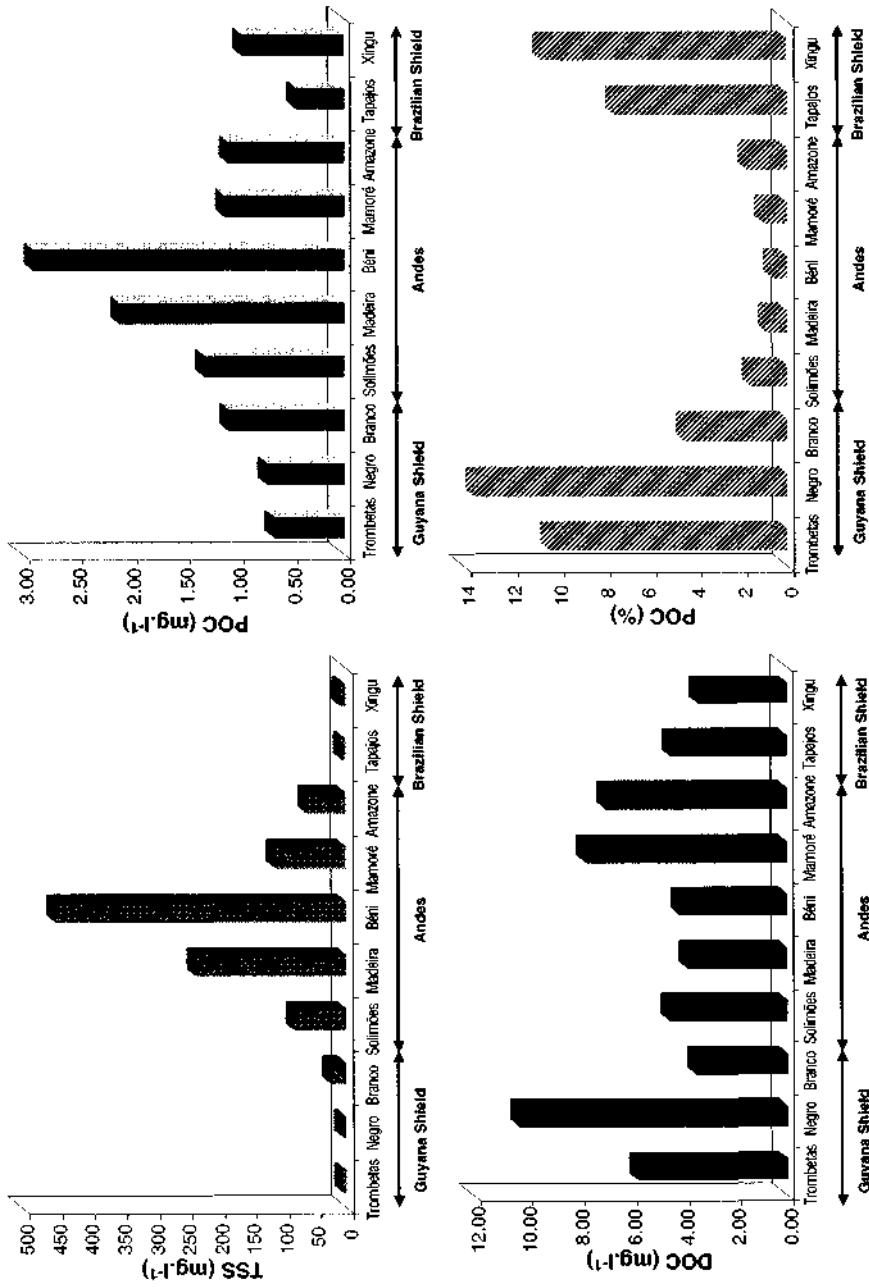 500
450
400
350
300
250
200
150
100
50
0
TSS (mg.l-1)
Trombetas Negro Branco Solimões Madeira Béni Mamoré Amazone Tapajos Xingu
Guyana Shield Andes Brazilian Shield
3.00
2.50
2.00
1.50
1.00
0.50
0.00
POC (mg.l-1)
Trombetas Negro Branco Solimões Madeira Béni Mamoré Amazone Tapajos Xingu
Guyana Shield Andes Brazilian Shield
12.00
10.00
8.00
6.00
4.00
2.00
0.00
DOC (mg.l-1)
Trombetas Negro Branco Solimões Madeira Béni Mamoré Amazone Tapajos Xingu
Guyana Shield Andes Brazilian Shield
14
12
10
8
6
4
2
0
POC (%)
Trombetas Negro Branco Solimões Madeira Béni Mamoré Amazone Tapajos Xingu
Guyana Shield Andes Brazilian Shield